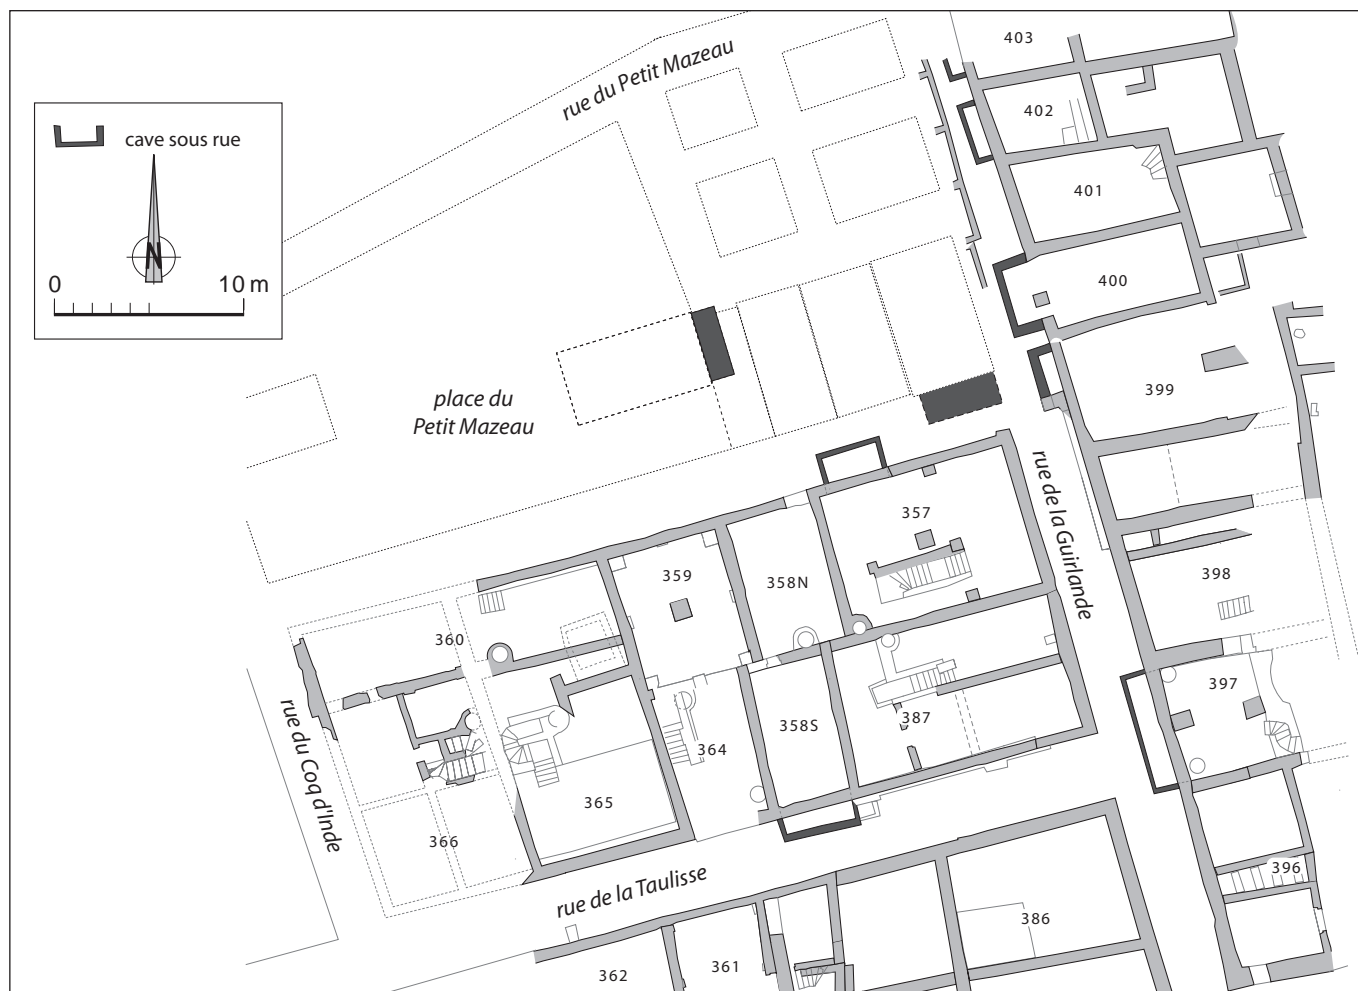 403
rue du Petit Mazeau
402
cave sous rue
401
N
0 10 m
400
399
place du
Petit Mazeau
rue de la Guirlande
357
359
358N
398
360
397
rue du Coq d'Inde
387
358S
364
365
366
396
rue de la Taulisse
386
361
362